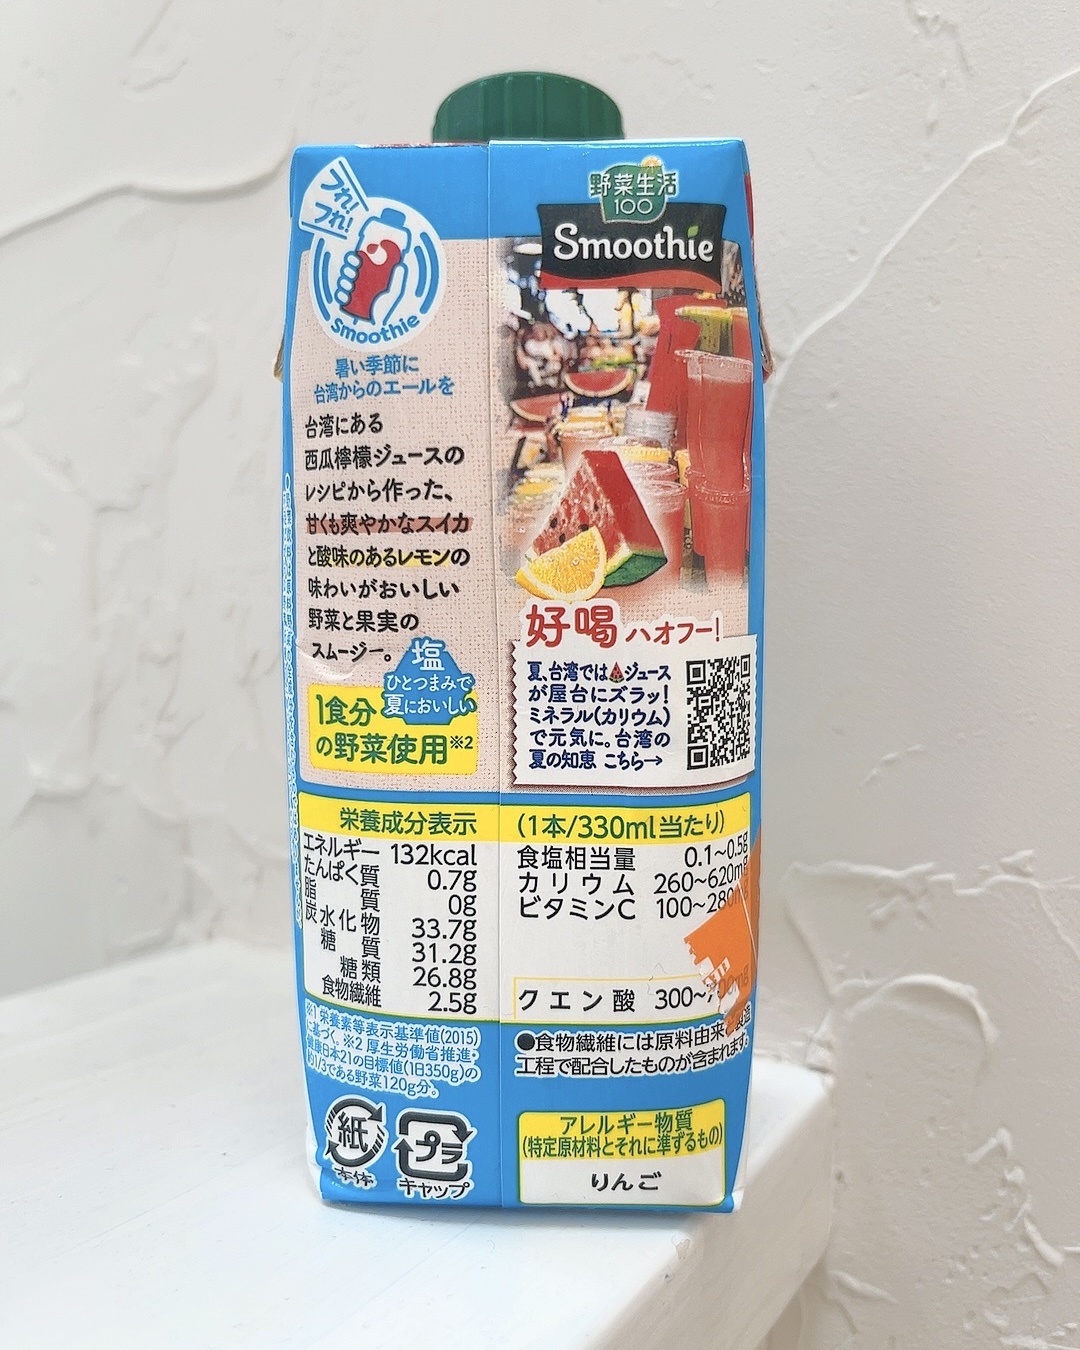 フレ!
フレ!
Smoothie
暑い季節に
台湾からのエールを
台湾にある
西瓜檸檬ジュースの
レシピから作った、
甘くも爽やかなスイカ
と酸味のあるレモンの
味わいがおいしい
野菜と果実の
スムージー。
塩
ひとつまみで
夏においしい
1食分
の野菜使用※2
野菜生活
100
Smoothie
好喝 ハオフー!
夏、台湾ではジュース
が屋台にズラッ!
ミネラル(カリウム)
で元気に。台湾の
夏の知恵 こちら→
栄養成分表示 (1本/330ml当たり)
エネルギー 132kcal
たんぱく質 0.7g
脂質 0g
炭水化物 33.7g
糖質 31.2g
糖類 26.8g
食物繊維 2.5g
食塩相当量 0.1~0.5g
カリウム 260~620mg
ビタミンC 100~280
クエン酸 300~
※1 栄養素等表示基準値(2015)
に基づく。※2 厚生労働省推進・
健康日本21の目標値(1日350g)の
約1/3である野菜120g分。
●食物繊維には原料由来と製造
工程で配合したものが含まれます。
紙
本体
プラ
キャップ
アレルギー物質
(特定原材料とそれに準ずるもの)
りんご